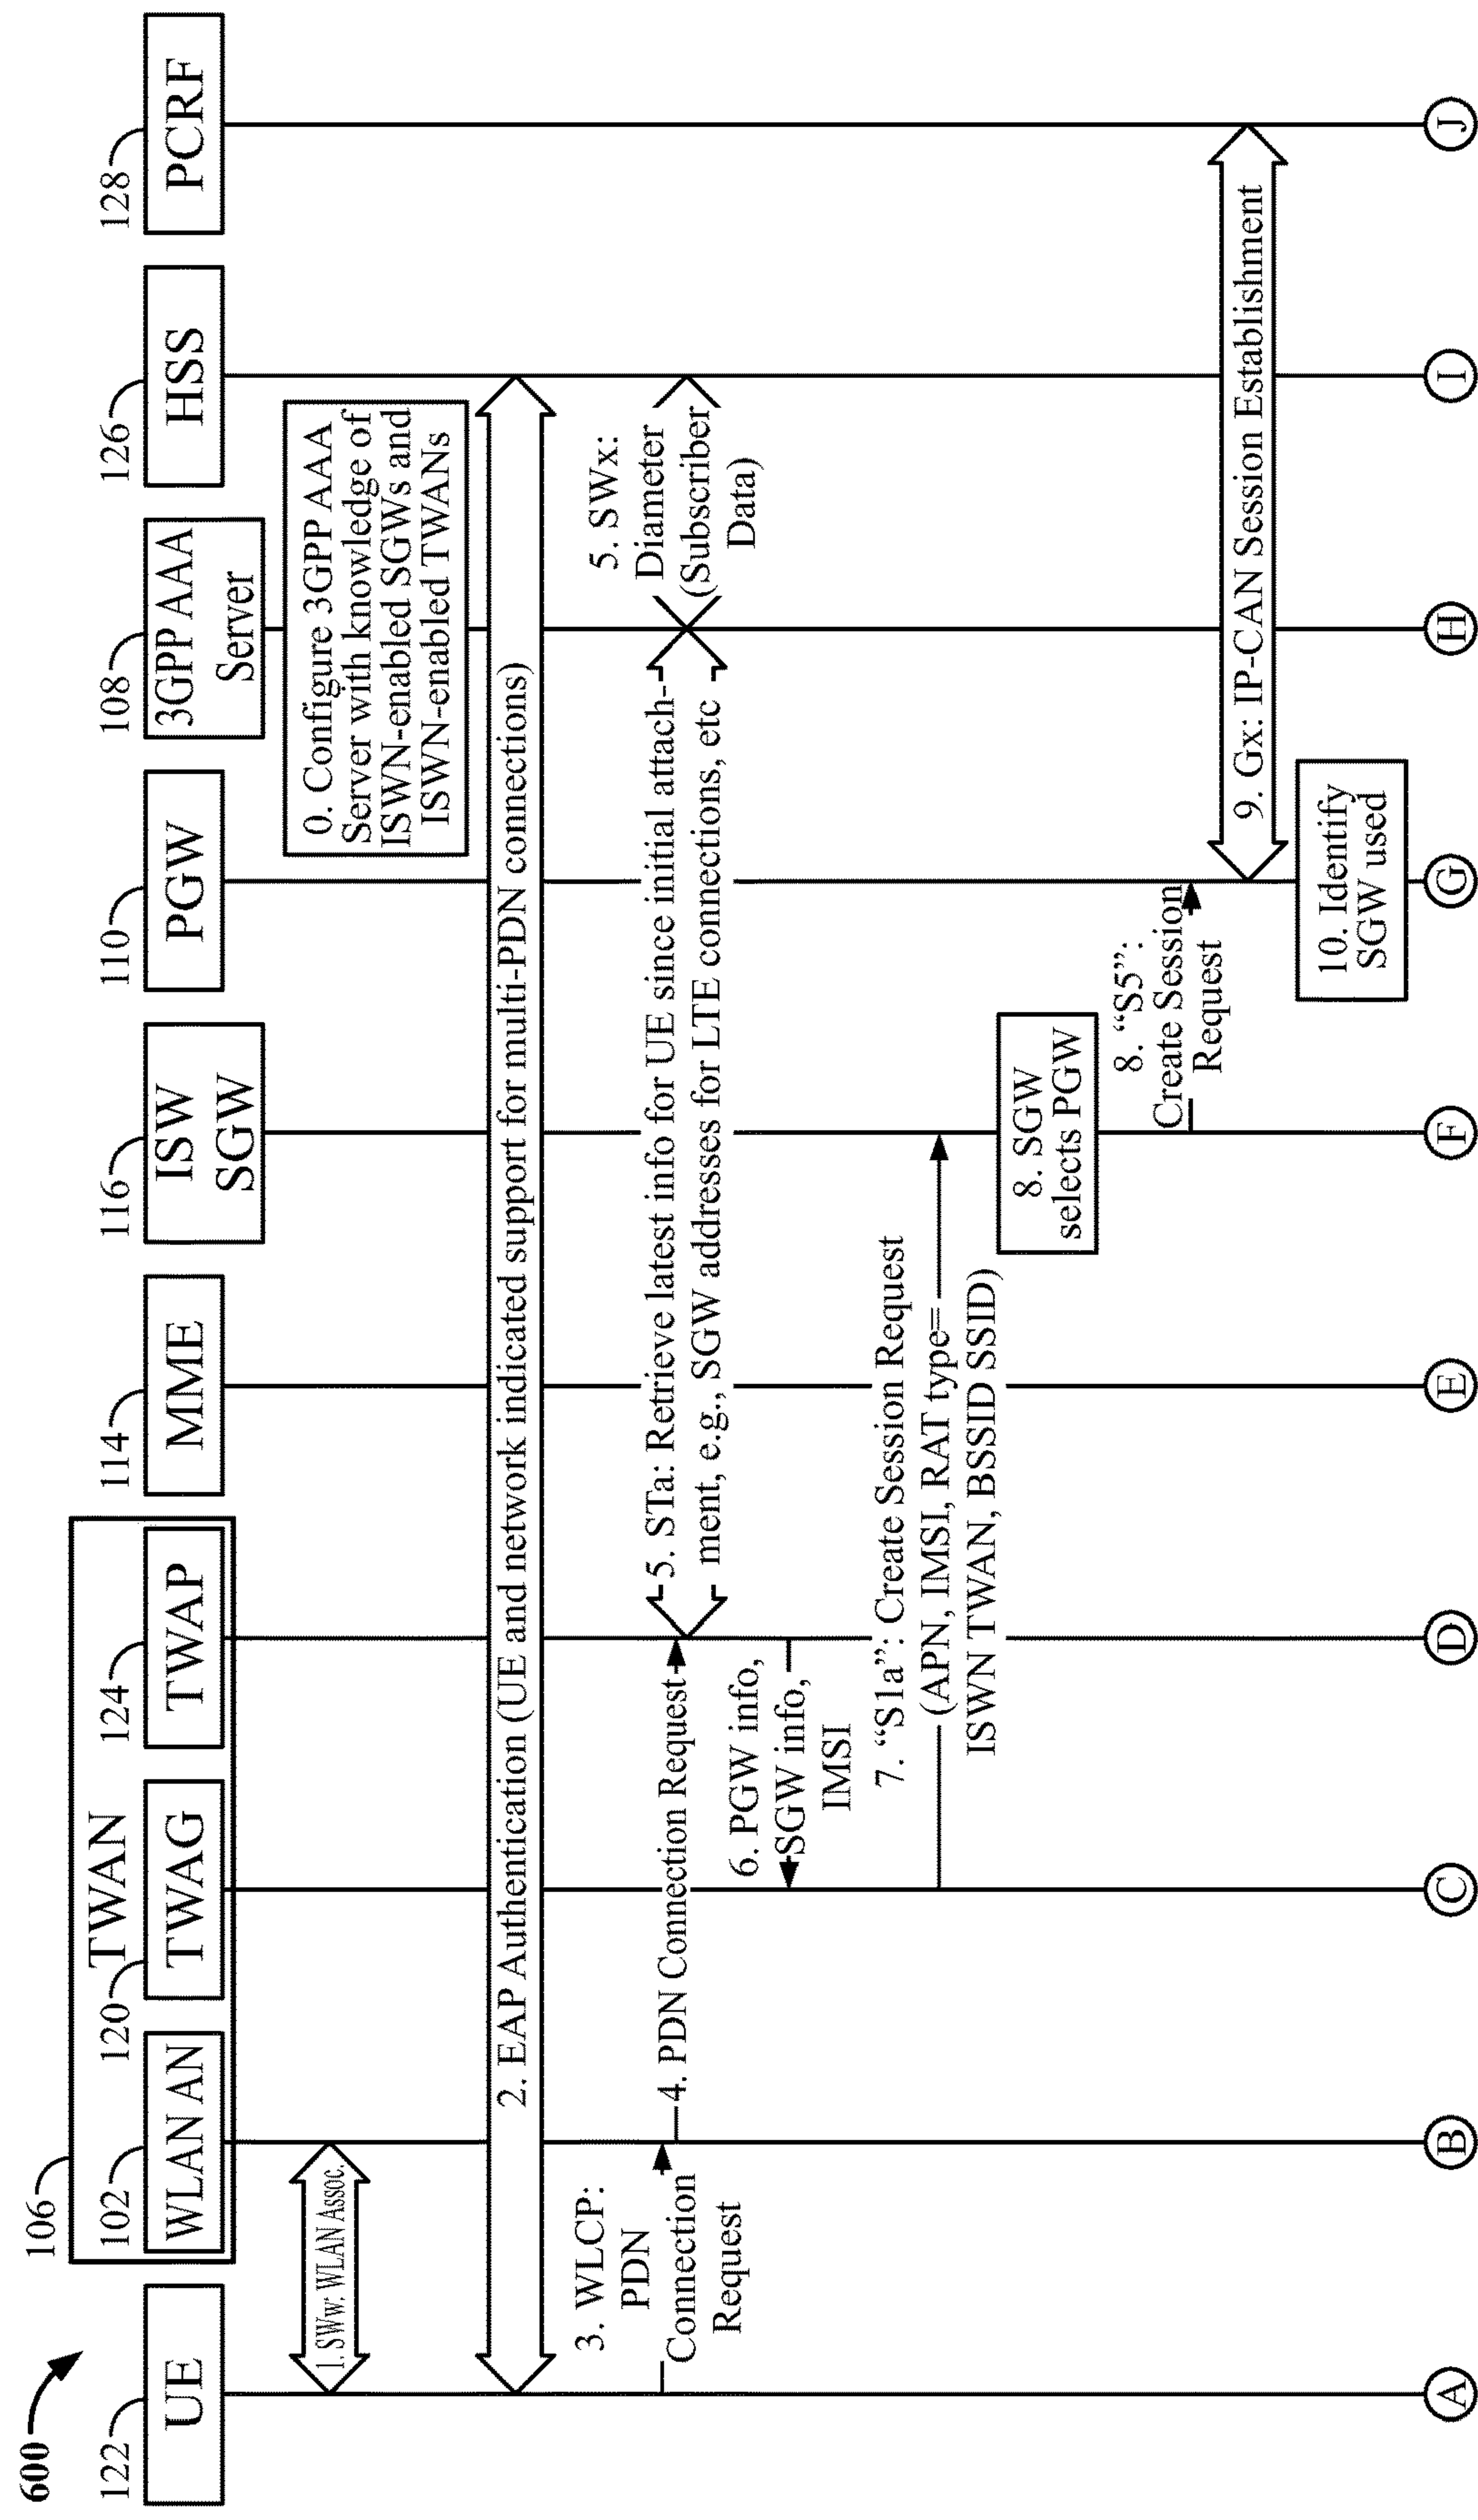 600
106
TWAN
122
UE
102
WLAN AN
120
TWAG
124
TWAP
114
MME
116
ISW
SGW
110
PGW
108
3GPP AAA
Server
126
HSS
128
PCRF
0. Configure 3GPP AAA
Server with knowledge of
ISWN-enabled SGWs and
ISWN-enabled TWANs
1. SWw: WLAN Assoc.
2. EAP Authentication (UE and network indicated support for multi-PDN connections)
3. WLCP:
PDN
Connection
Request
4. PDN Connection Request
5. STa: Retrieve latest info for UE since initial attach-
ment, e.g., SGW addresses for LTE connections, etc
5. SWx:
Diameter
(Subscriber
Data)
6. PGW info,
SGW info,
IMSI
7. “S1a”: Create Session Request
(APN, IMSI, RAT type=
ISWN TWAN, BSSID SSID)
8. SGW
selects PGW
8. “S5”:
Create Session
Request
9. Gx: IP-CAN Session Establishment
10. Identify
SGW used
A
B
C
D
E
F
G
H
I
J